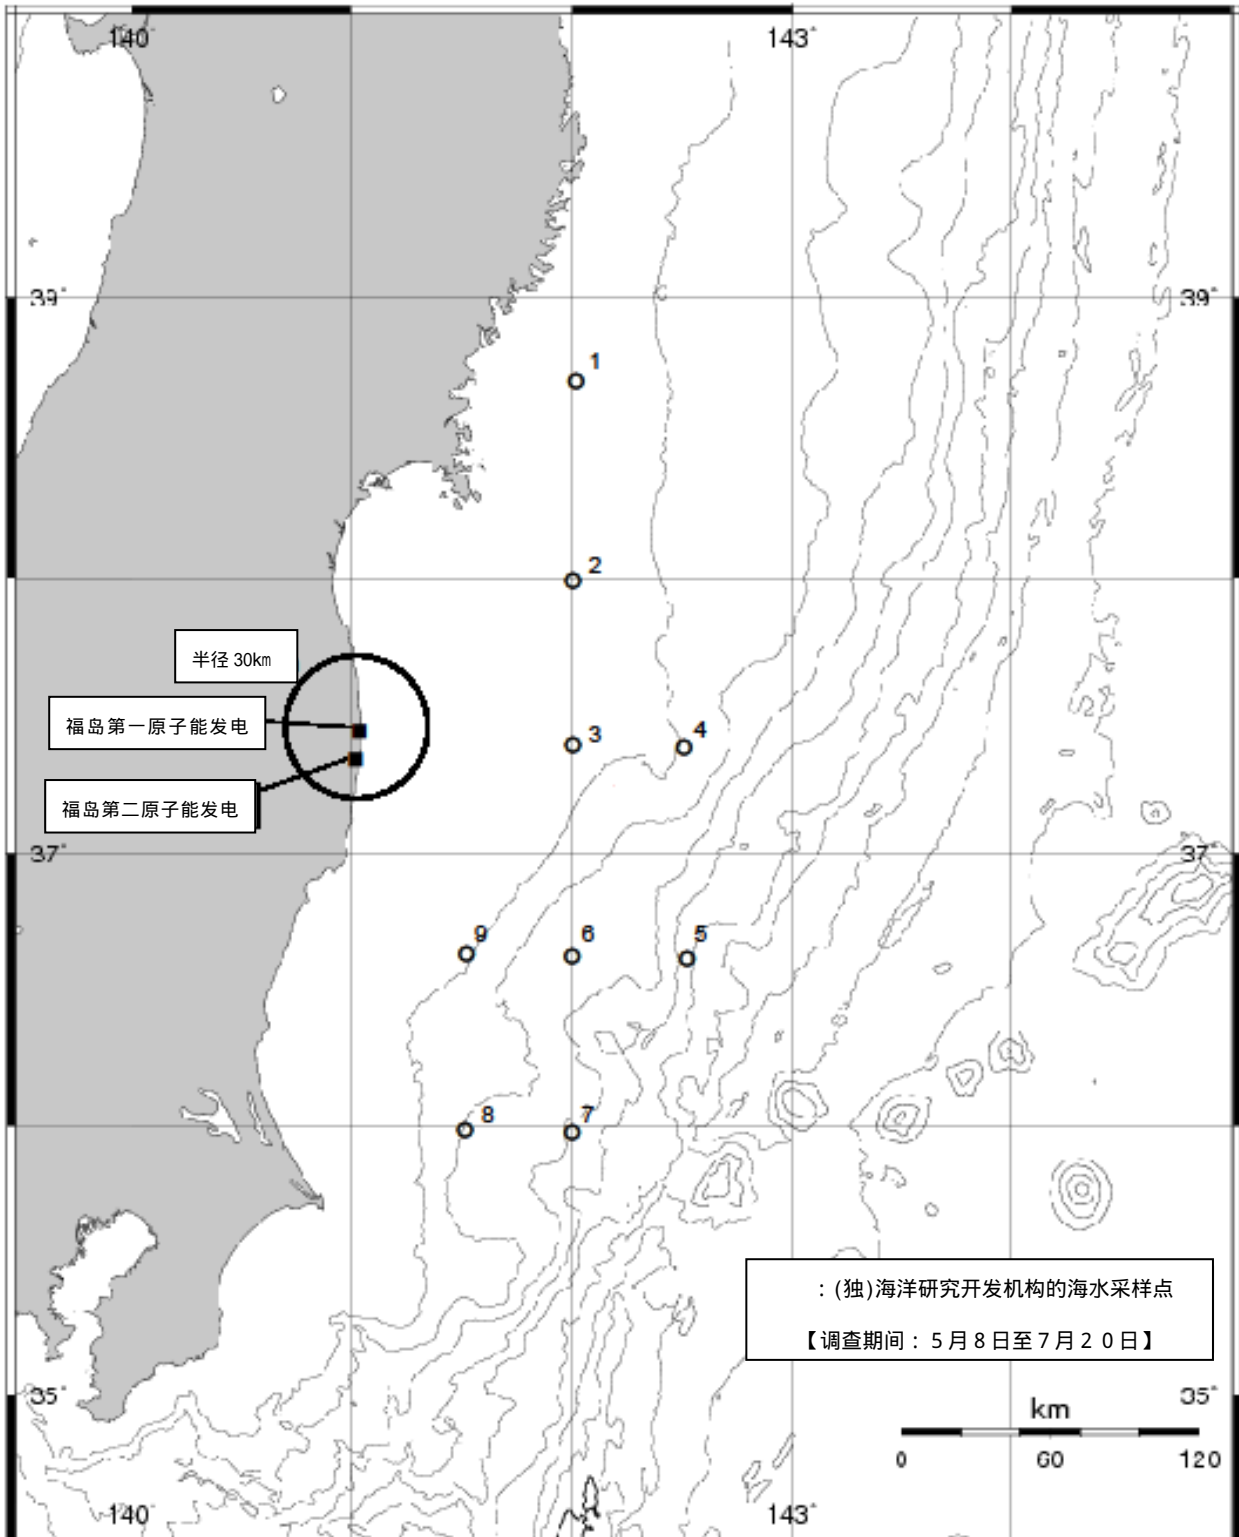 140°
143°
39°
39°
1
2
半径 30km
福岛第一原子能发电
3
4
福岛第二原子能发电
37°
37°
9
6
5
8
7
:(独)海洋研究开发机构的海水采样点
【调查期间：5月8日至7月20日】
35°
35°
km
0 60 120
140°
143°